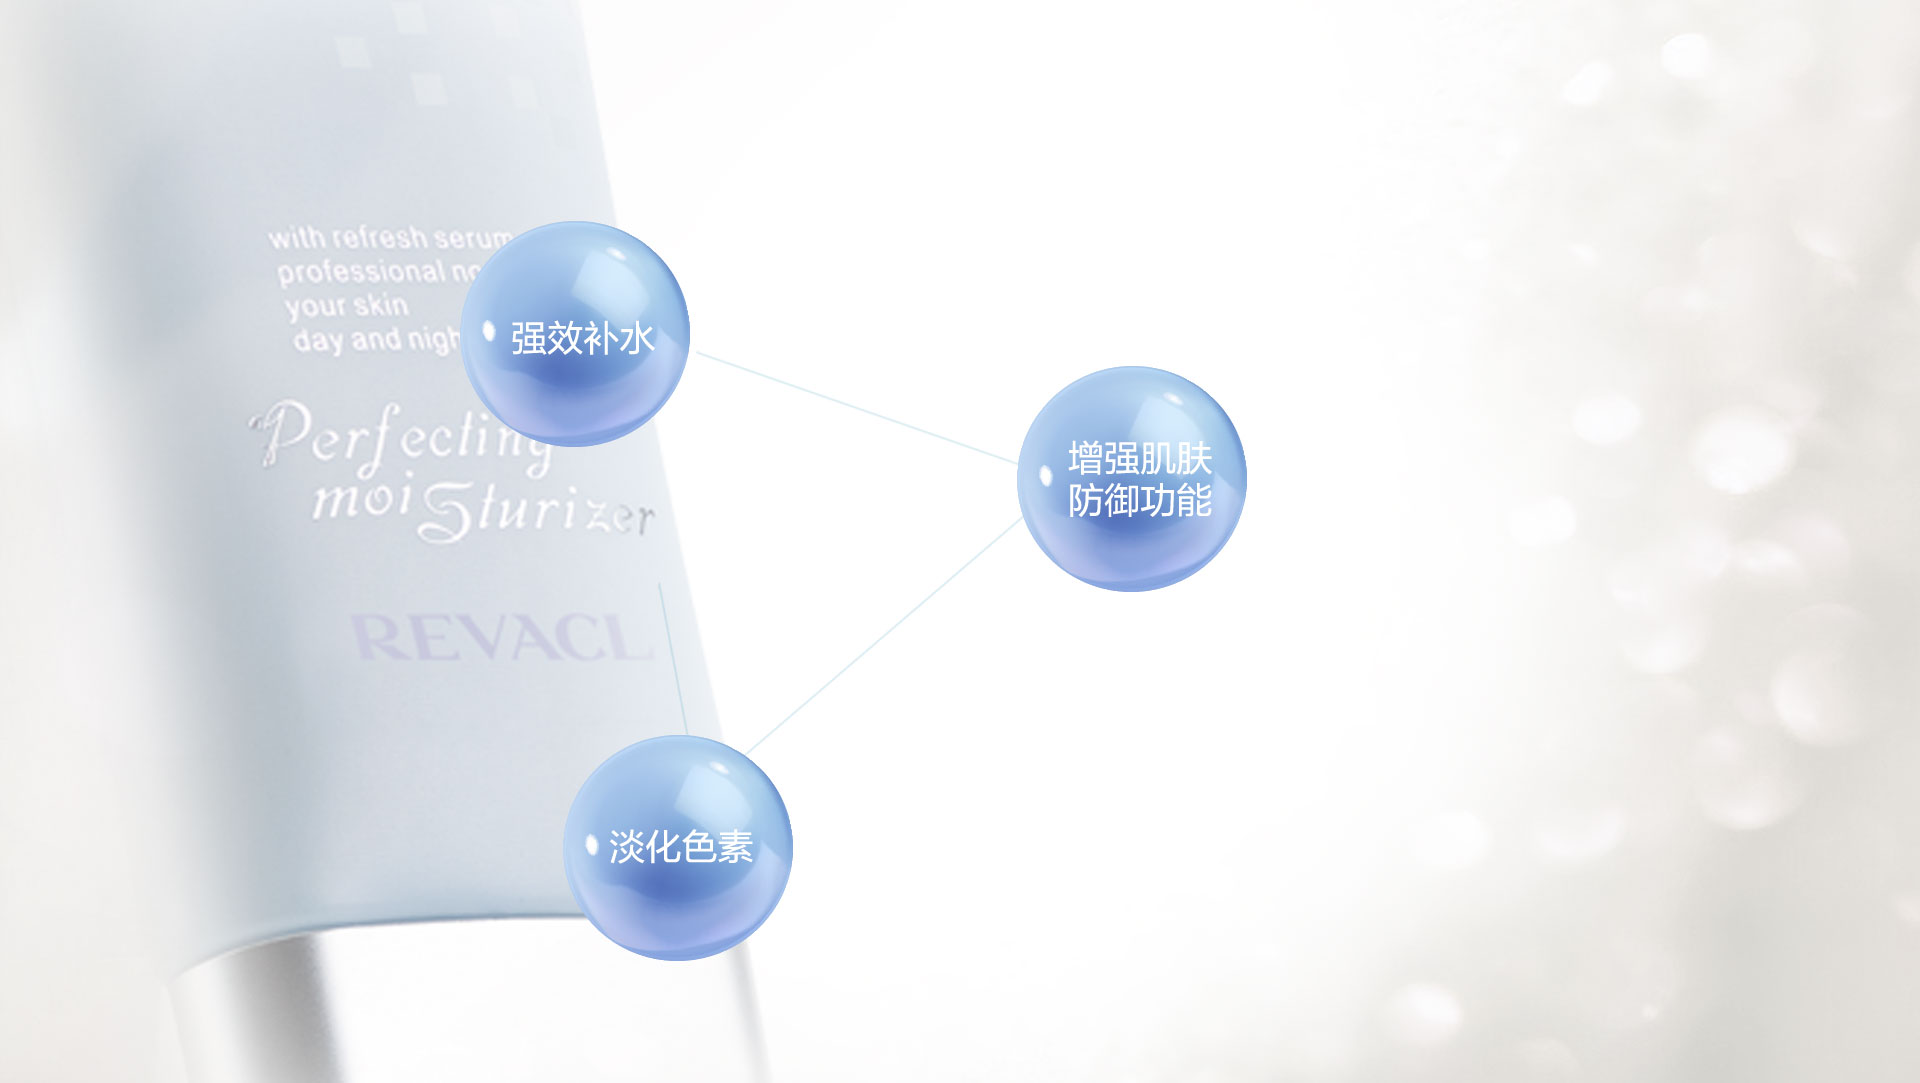 with refresh serum
professional
your skin
day and nigh
强效补水
Perfecting
moiSturizer
增强肌肤
防御功能
REVACL
淡化色素